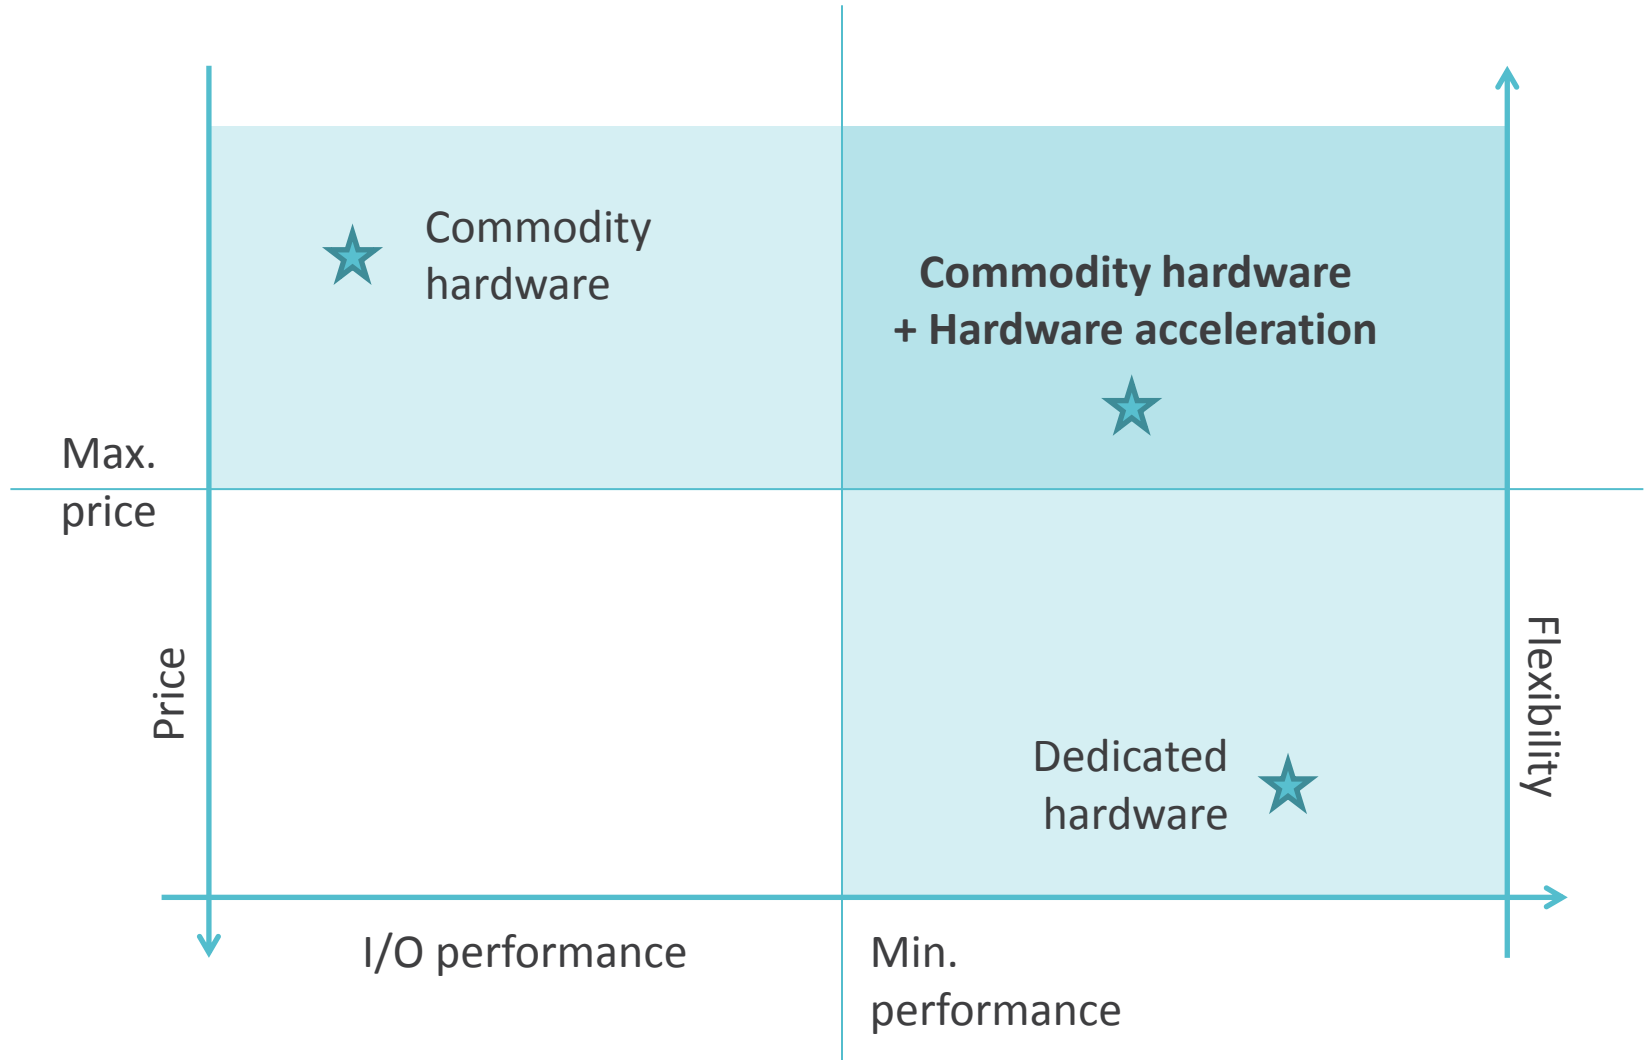 Commodity
hardware
Commodity hardware
+ Hardware acceleration
Max.
price
Price
Flexibility
Dedicated
hardware
I/O performance
Min.
performance